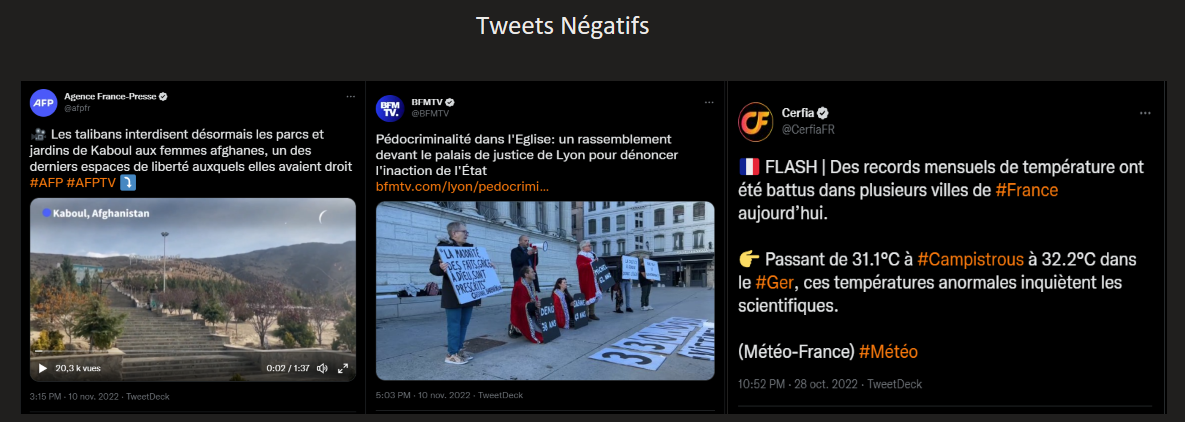 Tweets Négatifs
AFP
Agence France-Presse
@afpfr
Les talibans interdisent désormais les parcs et
jardins de Kaboul aux femmes afghanes, un des
derniers espaces de liberté auxquels elles avaient droit
#AFP #AFPTV
Kaboul, Afghanistan
20,3 k vues
0:02 / 1:37
3:15 PM · 10 nov. 2022 · TweetDeck
BFM
TV.
BFMTV
@BFMTV
Pédocriminalité dans l'Eglise: un rassemblement
devant le palais de justice de Lyon pour dénoncer
l'inaction de l'État
bfmtv.com/lyon/pedocrimi...
LA MAJORITÉ
DES FAITS, GRÂCE
À DIEU, SONT
PRESCRITS
5:03 PM · 10 nov. 2022 · TweetDeck
CF
Cerfia
@CerfiaFR
FLASH | Des records mensuels de température ont
été battus dans plusieurs villes de #France
aujourd'hui.
Passant de 31.1°C à #Campistrous à 32.2°C dans
le #Ger, ces températures anormales inquiètent les
scientifiques.
(Météo-France) #Météo
10:52 PM · 28 oct. 2022 · TweetDeck